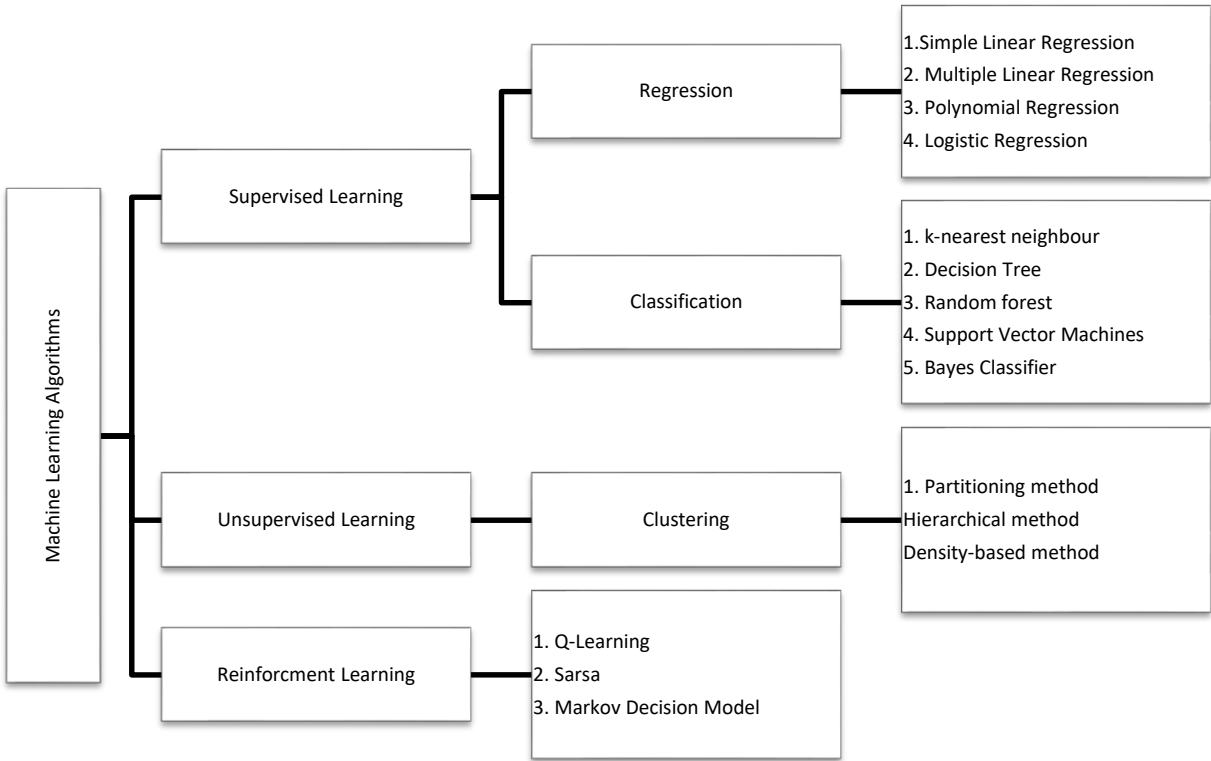 Machine Learning Algorithms
Supervised Learning
Regression
1.Simple Linear Regression
2. Multiple Linear Regression
3. Polynomial Regression
4. Logistic Regression
Classification
1. k-nearest neighbour
2. Decision Tree
3. Random forest
4. Support Vector Machines
5. Bayes Classifier
Unsupervised Learning
Clustering
1. Partitioning method
Hierarchical method
Density-based method
Reinforcment Learning
1. Q-Learning
2. Sarsa
3. Markov Decision Model